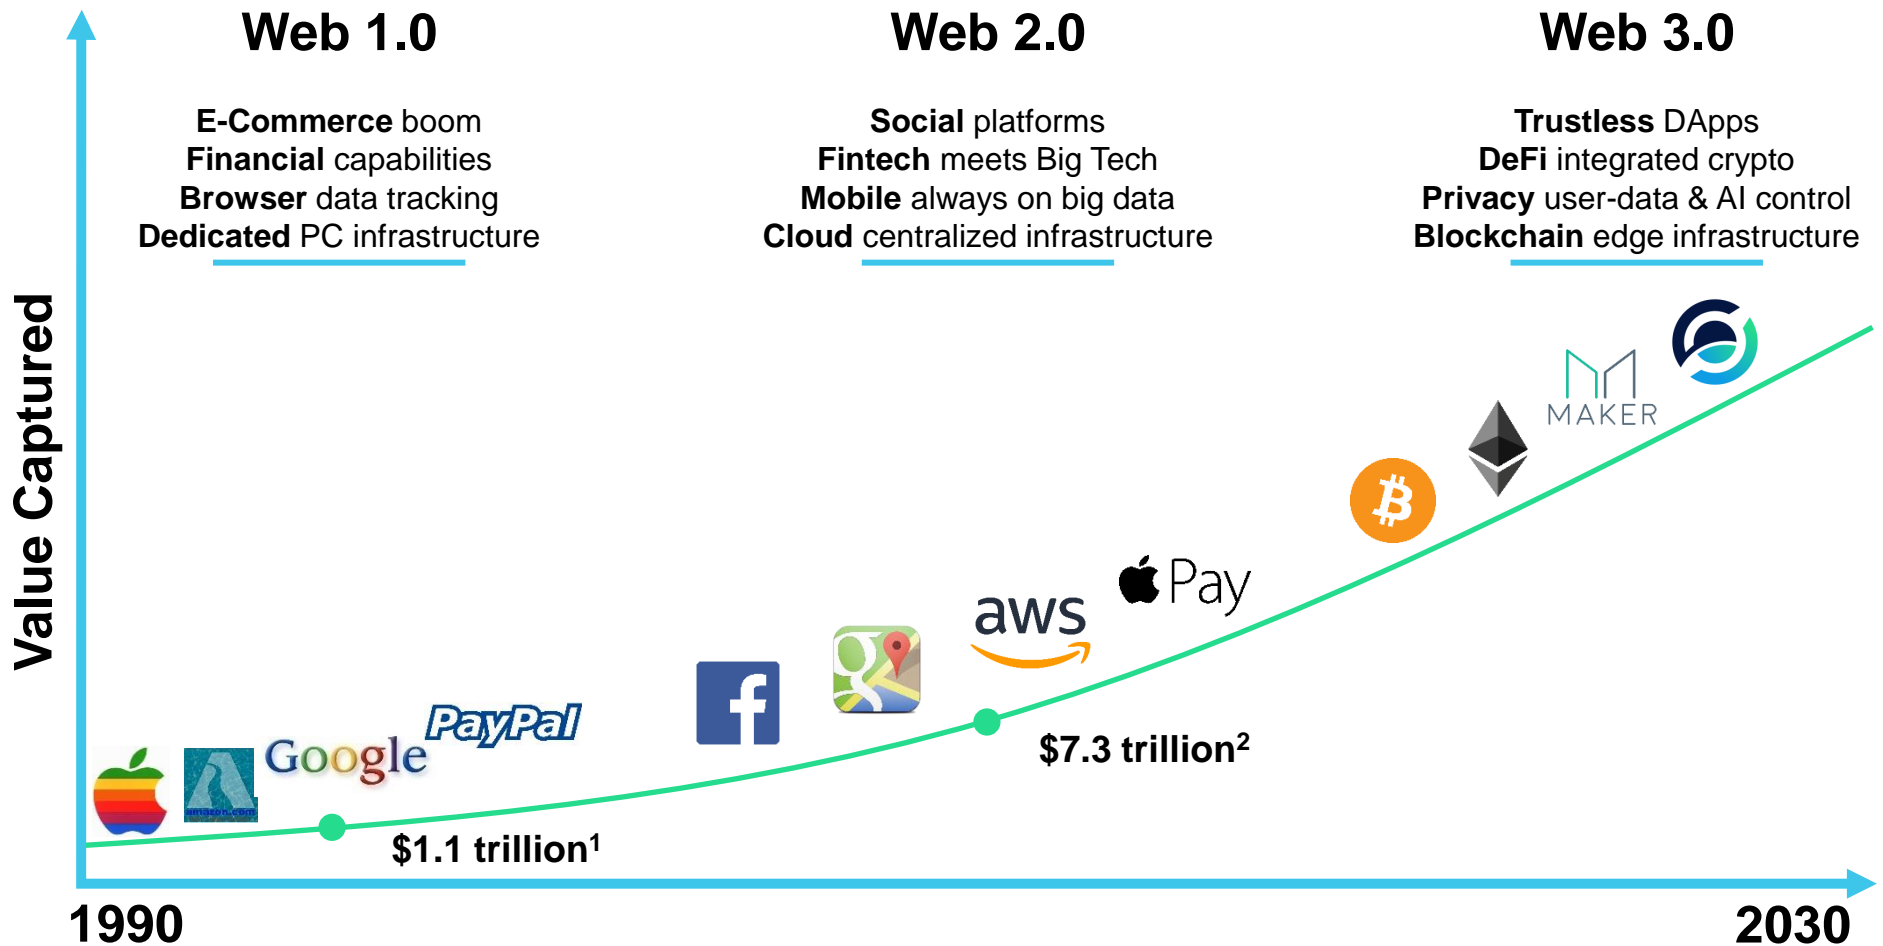 Web 1.0
E-Commerce boom
Financial capabilities
Browser data tracking
Dedicated PC infrastructure
Web 2.0
Social platforms
Fintech meets Big Tech
Mobile always on big data
Cloud centralized infrastructure
Web 3.0
Trustless DApps
DeFi integrated crypto
Privacy user-data & AI control
Blockchain edge infrastructure
Value Captured
amazon.com
Google
PayPal
aws
Pay
MAKER
$1.1 trillion¹
$7.3 trillion²
1990
2030